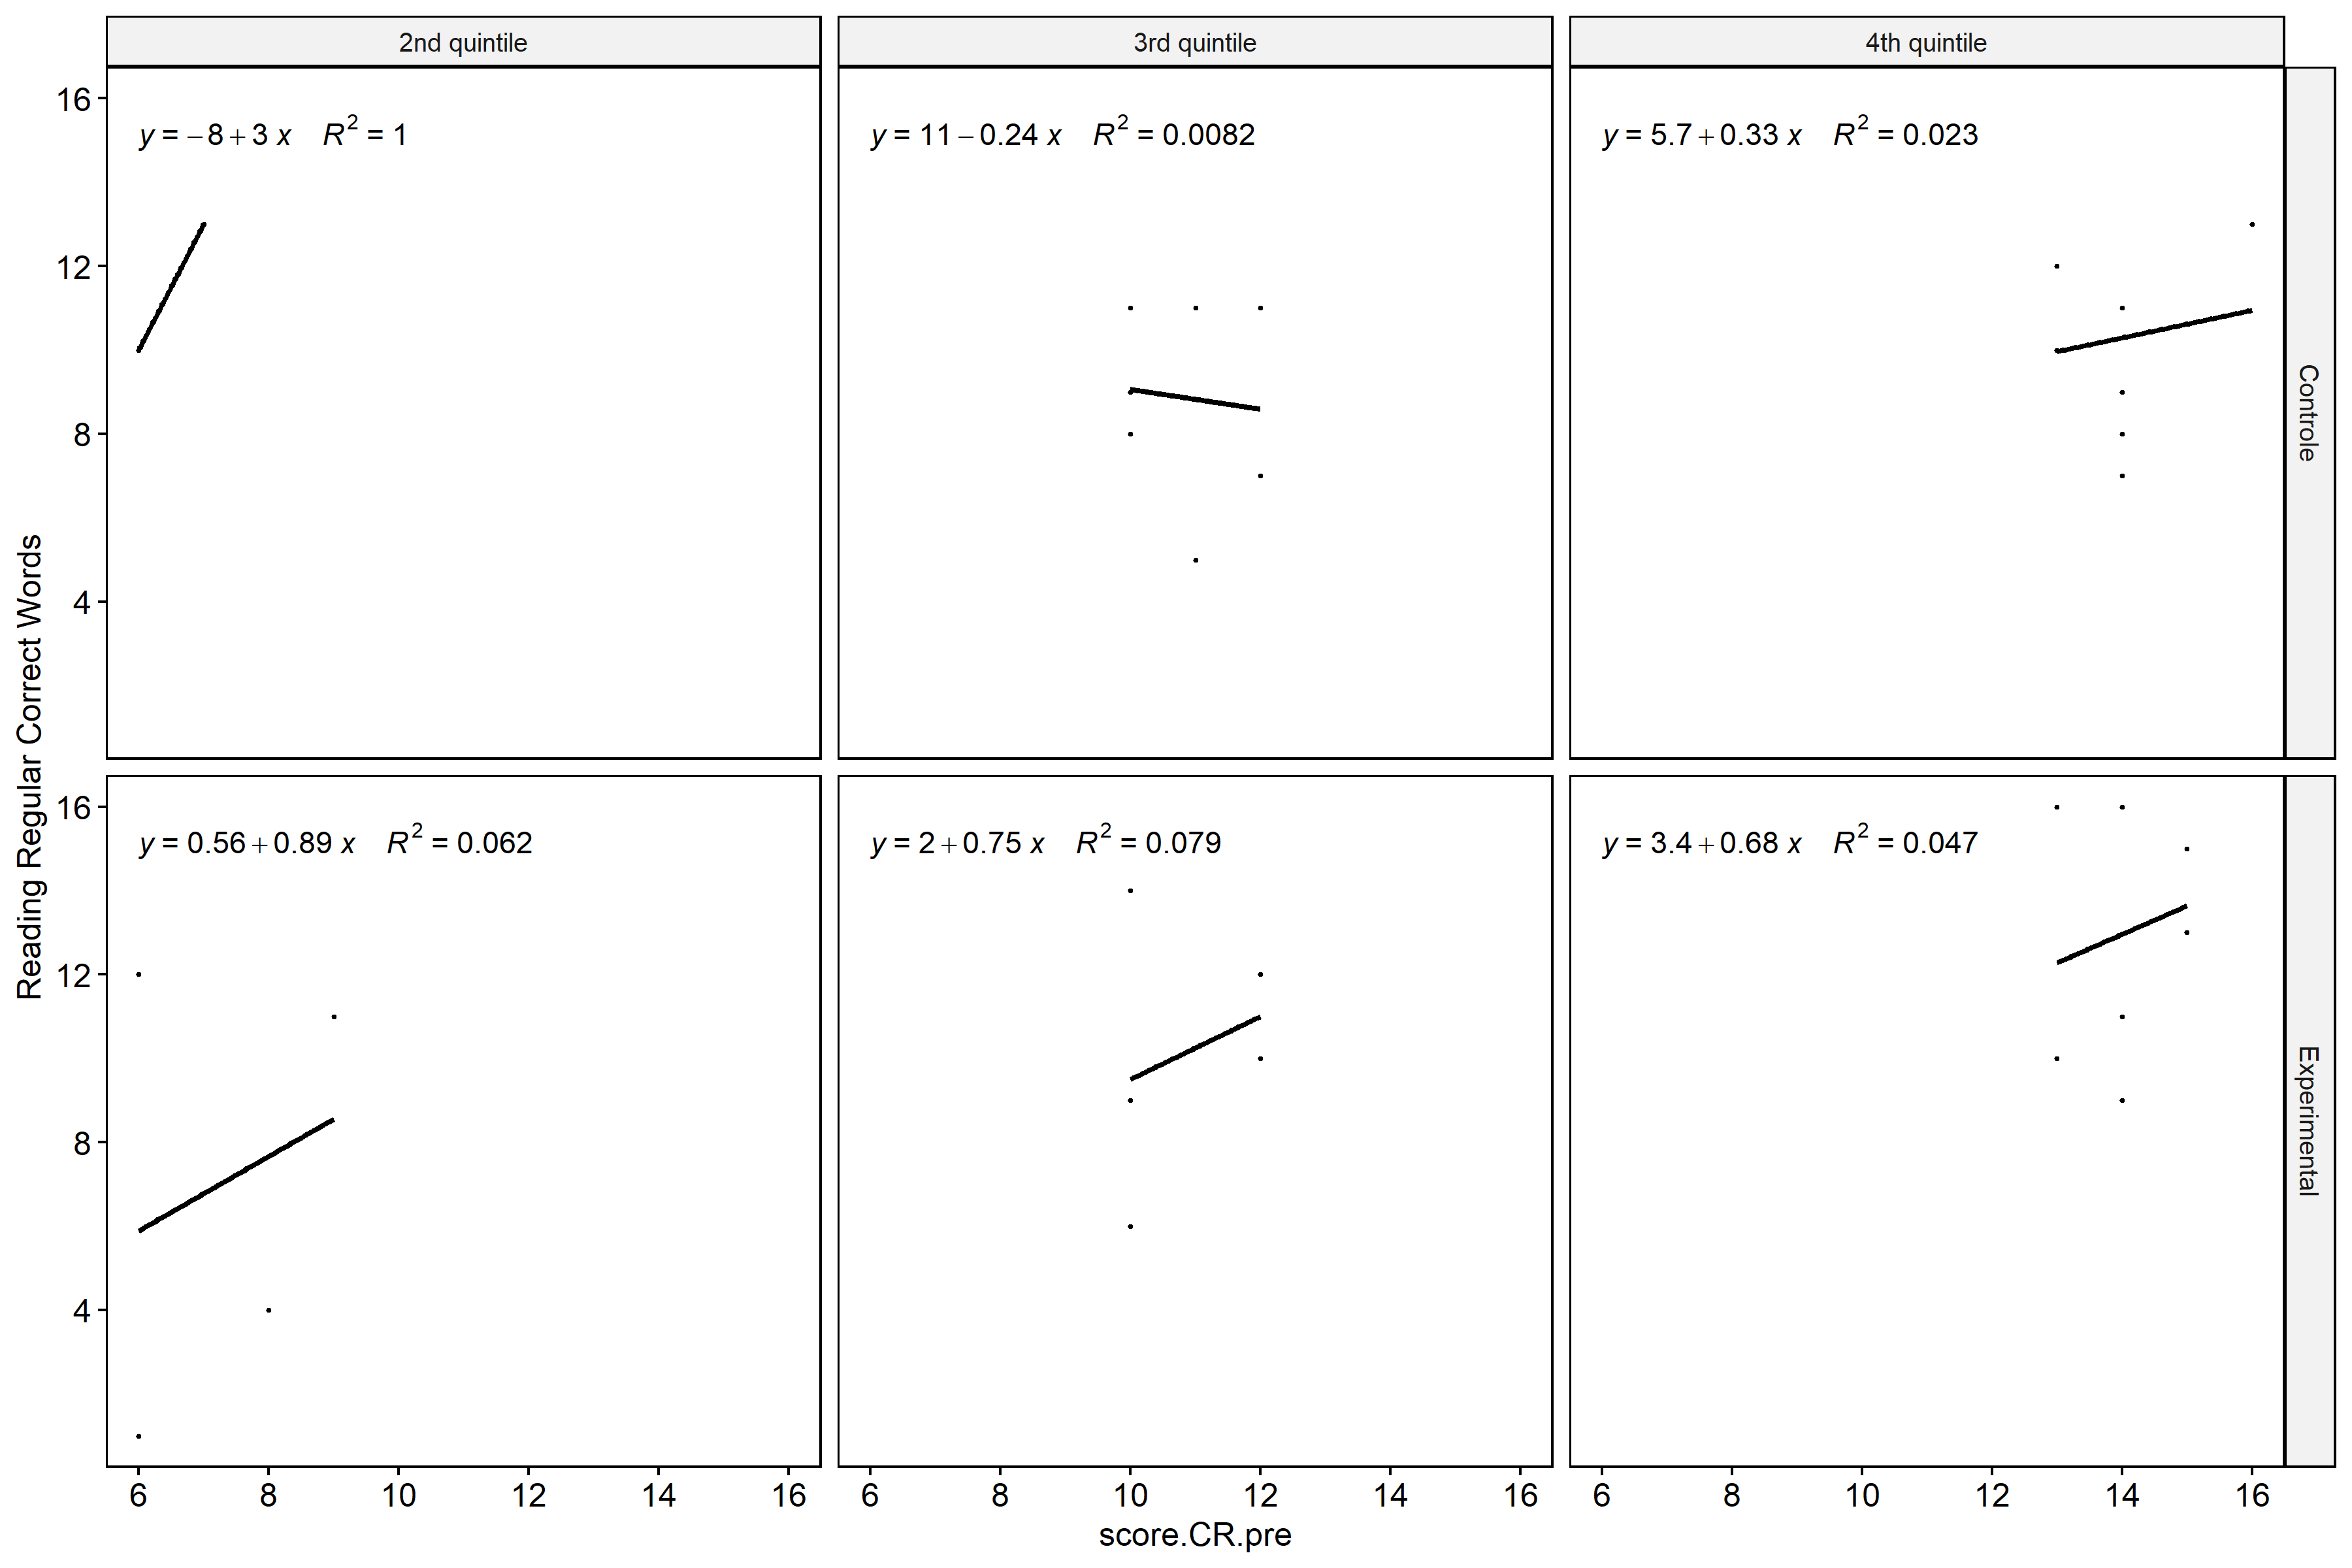 2nd quintile
3rd quintile
4th quintile
16
12
8
4
y = −8+3 x R² = 1
y = 11−0.24 x R² = 0.0082
y = 5.7+0.33 x R² = 0.023
Controle
Reading Regular Correct Words
16
12
8
4
y = 0.56+0.89 x R² = 0.062
y = 2+0.75 x R² = 0.079
y = 3.4+0.68 x R² = 0.047
Experimental
6 8 10 12 14 16
6 8 10 12 14 16
6 8 10 12 14 16
score.CR.pre